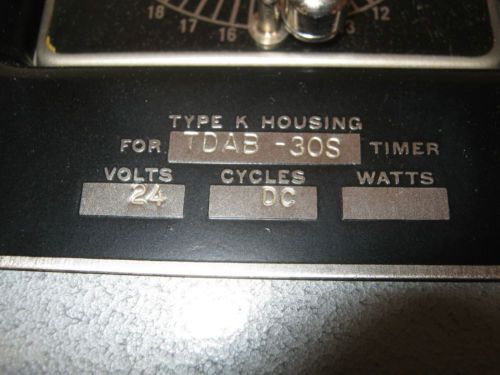 18 17 16 13 12
TYPE K HOUSING
FOR TDAB -30S TIMER
VOLTS CYCLES WATTS
24 DC